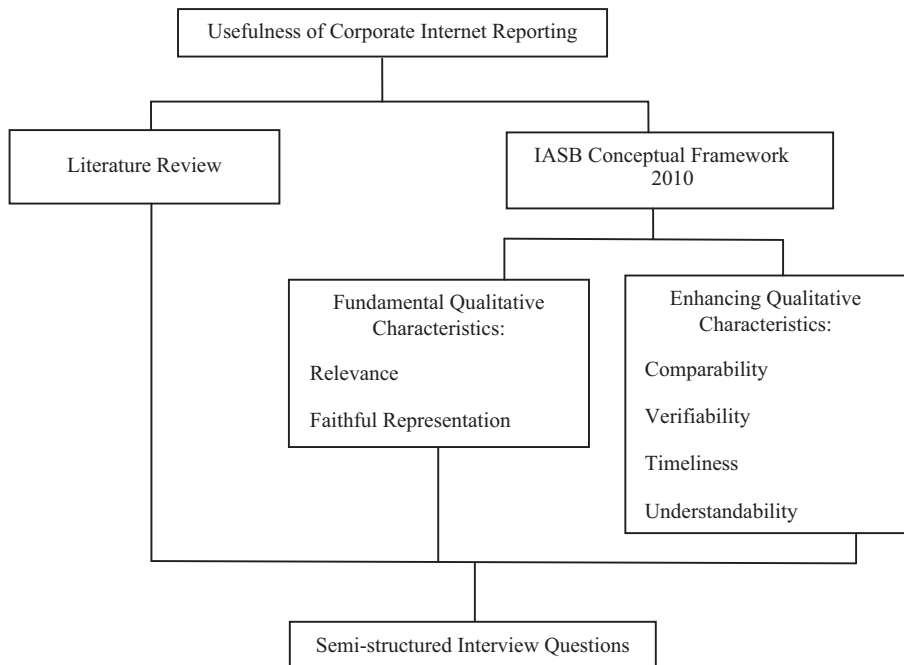 Usefulness of Corporate Internet Reporting
Literature Review
IASB Conceptual Framework
2010
Fundamental Qualitative
Characteristics:
Relevance
Faithful Representation
Enhancing Qualitative
Characteristics:
Comparability
Verifiability
Timeliness
Understandability
Semi-structured Interview Questions